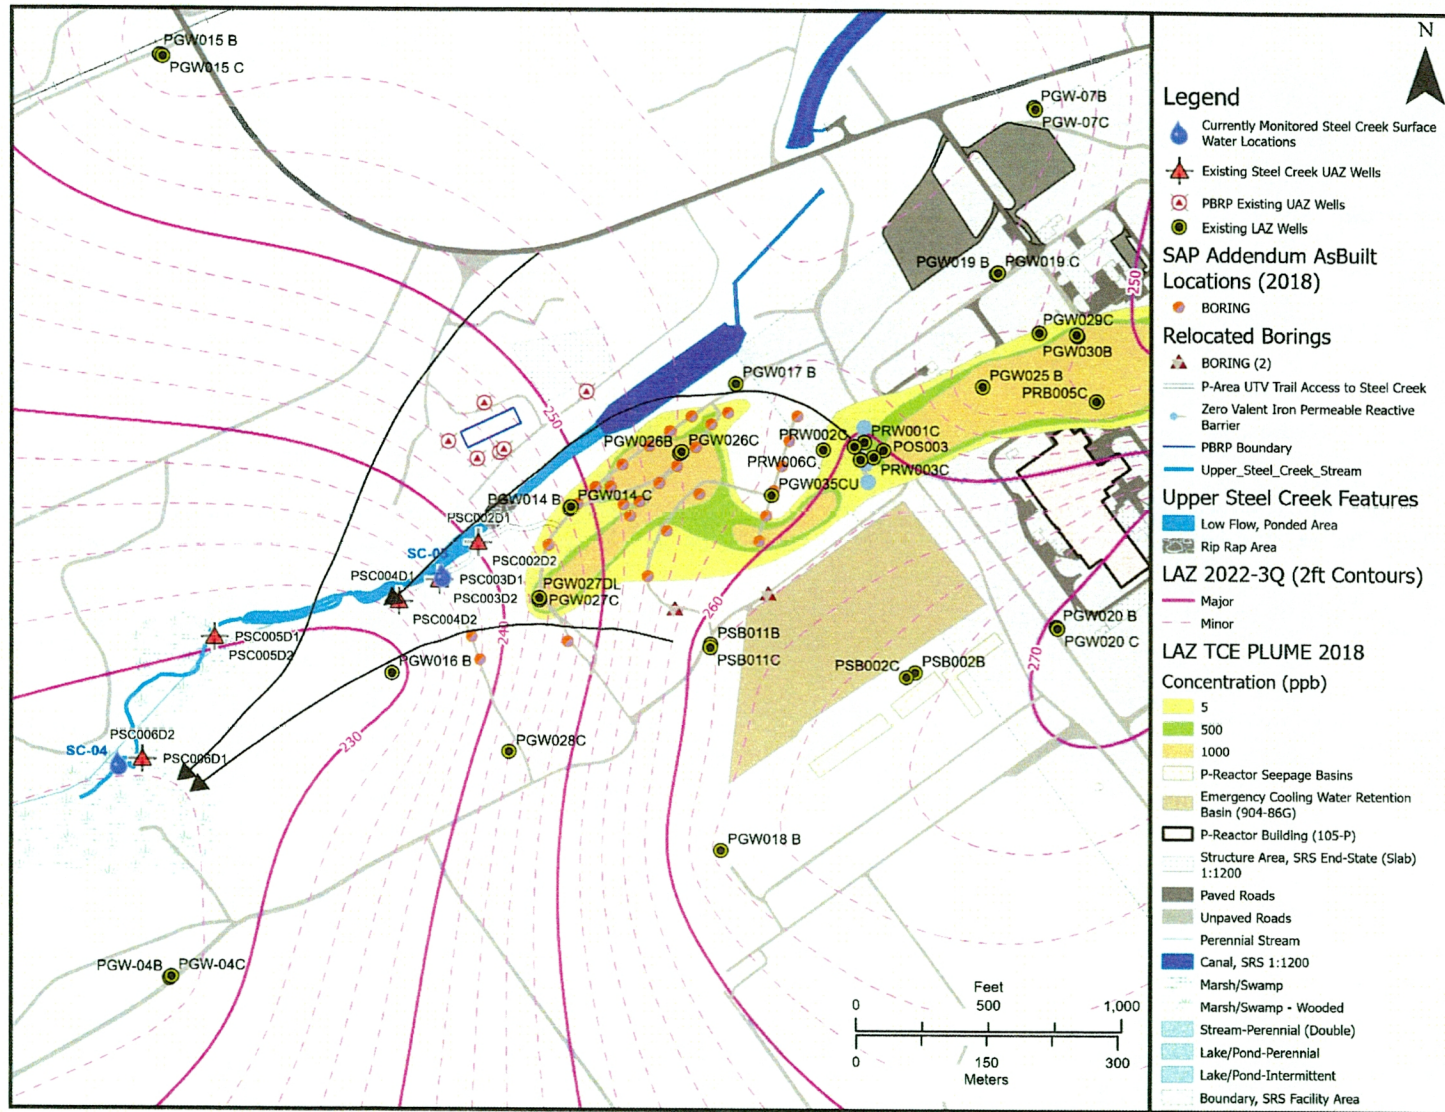 PGW015 B
PGW015 C
PGW-07B
PGW-07C
PGW019 B
PGW019 C
250
PGW029C
PGW030B
PGW017 B
PGW025 B
PRB005C
250
PGW026B
PGW026C
PRW002C
PRW001C
POS003
PRW006C
PRW003C
PGW035CU
PGW014 B
PGW014 C
PSC002D1
PSC002D2
PSC004D1
PSC003D1
PSC003D2
PSC004D2
PGW027DL
PGW027C
260
240
PSC005D1
PSC005D2
PGW016 B
PSB011B
PSB011C
PGW020 B
PGW020 C
270
PSB002C
PSB002B
230
PSC006D2
SC-04
PSC006D1
PGW028C
PGW018 B
PGW-04B
PGW-04C
Feet
0
500
1,000
0
150
300
Meters
N
Legend
Currently Monitored Steel Creek Surface
Water Locations
Existing Steel Creek UAZ Wells
PBRP Existing UAZ Wells
Existing LAZ Wells
SAP Addendum AsBuilt
Locations (2018)
BORING
Relocated Borings
BORING (2)
P-Area UTV Trail Access to Steel Creek
Zero Valent Iron Permeable Reactive
Barrier
PBRP Boundary
Upper_Steel_Creek_Stream
Upper Steel Creek Features
Low Flow, Ponded Area
Rip Rap Area
LAZ 2022-3Q (2ft Contours)
Major
Minor
LAZ TCE PLUME 2018
Concentration (ppb)
5
500
1000
P-Reactor Seepage Basins
Emergency Cooling Water Retention
Basin (904-86G)
P-Reactor Building (105-P)
Structure Area, SRS End-State (Slab)
1:1200
Paved Roads
Unpaved Roads
Perennial Stream
Canal, SRS 1:1200
Marsh/Swamp
Marsh/Swamp - Wooded
Stream-Perennial (Double)
Lake/Pond-Perennial
Lake/Pond-Intermittent
Boundary, SRS Facility Area